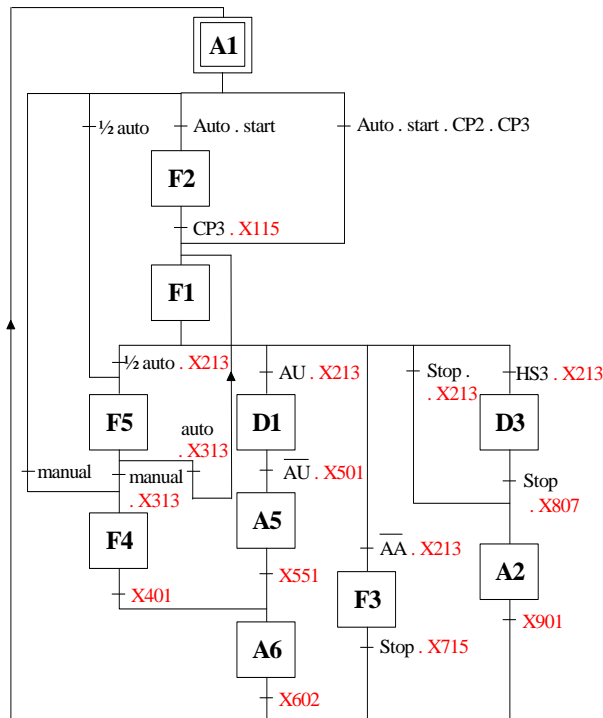 A1
½ auto
Auto . start
Auto . start . CP2 . CP3
F2
CP3 . X115
F1
½ auto . X213
AU . X213
Stop .
. X213
HS3 . X213
F5
D1
D3
auto
. X313
manual
manual
. X313
A̅U̅ . X501
Stop
. X807
F4
A5
A̅A̅ . X213
A2
X401
X551
F3
X901
A6
Stop . X715
X602